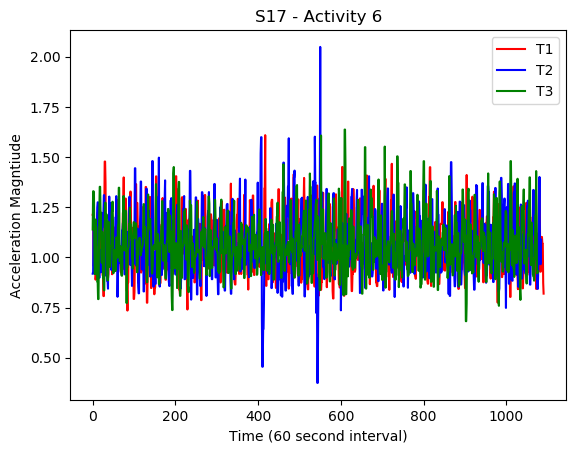 S17 - Activity 6
2.00
1.75
1.50
1.25
1.00
0.75
0.50
Acceleration Magntiude
T1
T2
T3
0
200
400
600
800
1000
Time (60 second interval)